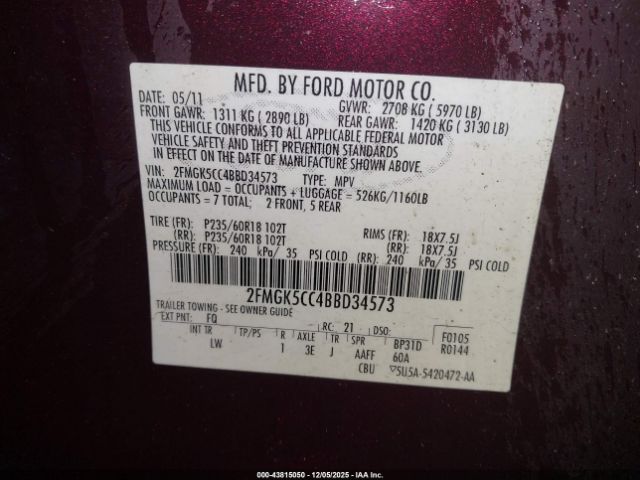 MFD. BY FORD MOTOR CO.
DATE: 05/11 GVWR: 2708 KG ( 5970 LB)
FRONT GAWR: 1311 KG ( 2890 LB) REAR GAWR: 1420 KG ( 3130 LB)
THIS VEHICLE CONFORMS TO ALL APPLICABLE FEDERAL MOTOR
VEHICLE SAFETY AND THEFT PREVENTION STANDARDS
IN EFFECT ON THE DATE OF MANUFACTURE SHOWN ABOVE.
VIN: 2FMGK5CC4BBD34573 TYPE: MPV
MAXIMUM LOAD = OCCUPANTS + LUGGAGE = 526KG/1160LB
OCCUPANTS = 7 TOTAL; 2 FRONT, 5 REAR
TIRE (FR): P235/60R18 102T RIMS (FR): 18X7.5J
(RR): P235/60R18 102T (RR): 18X7.5J
PRESSURE (FR): 240 kPa/ 35 PSI COLD (RR): 240 kPa/ 35 PSI COLD
2FMGK5CC4BBD34573
TRAILER TOWING - SEE OWNER GUIDE
EXT PNT: FQ RC: 21 DSO: F0105
INT TR TP/PS R AXLE TR SPR BP31D R0144
LW 1 3E J AAFF 60A
CBU 5U5A-5420472-AA
000-43815050 - 12/05/2025 - IAA Inc.